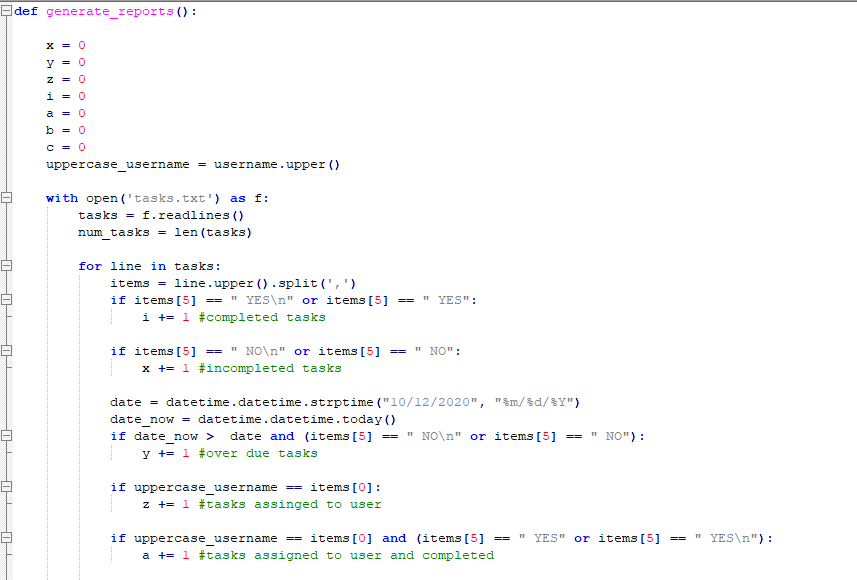 def generate_reports():
x = 0
y = 0
z = 0
i = 0
a = 0
b = 0
c = 0
uppercase_username = username.upper()
with open('tasks.txt') as f:
tasks = f.readlines()
num_tasks = len(tasks)
for line in tasks:
items = line.upper().split(',')
if items[5] == " YES\n" or items[5] == " YES":
i += 1 #completed tasks
if items[5] == " NO\n" or items[5] == " NO":
x += 1 #incompleted tasks
date = datetime.datetime.strptime("10/12/2020", "%m/%d/%Y")
date_now = datetime.datetime.today()
if date_now >  date and (items[5] == " NO\n" or items[5] == " NO"):
y += 1 #over due tasks
if uppercase_username == items[0]:
z += 1 #tasks assinged to user
if uppercase_username == items[0] and (items[5] == " YES" or items[5] == " YES\n"):
a += 1 #tasks assigned to user and completed